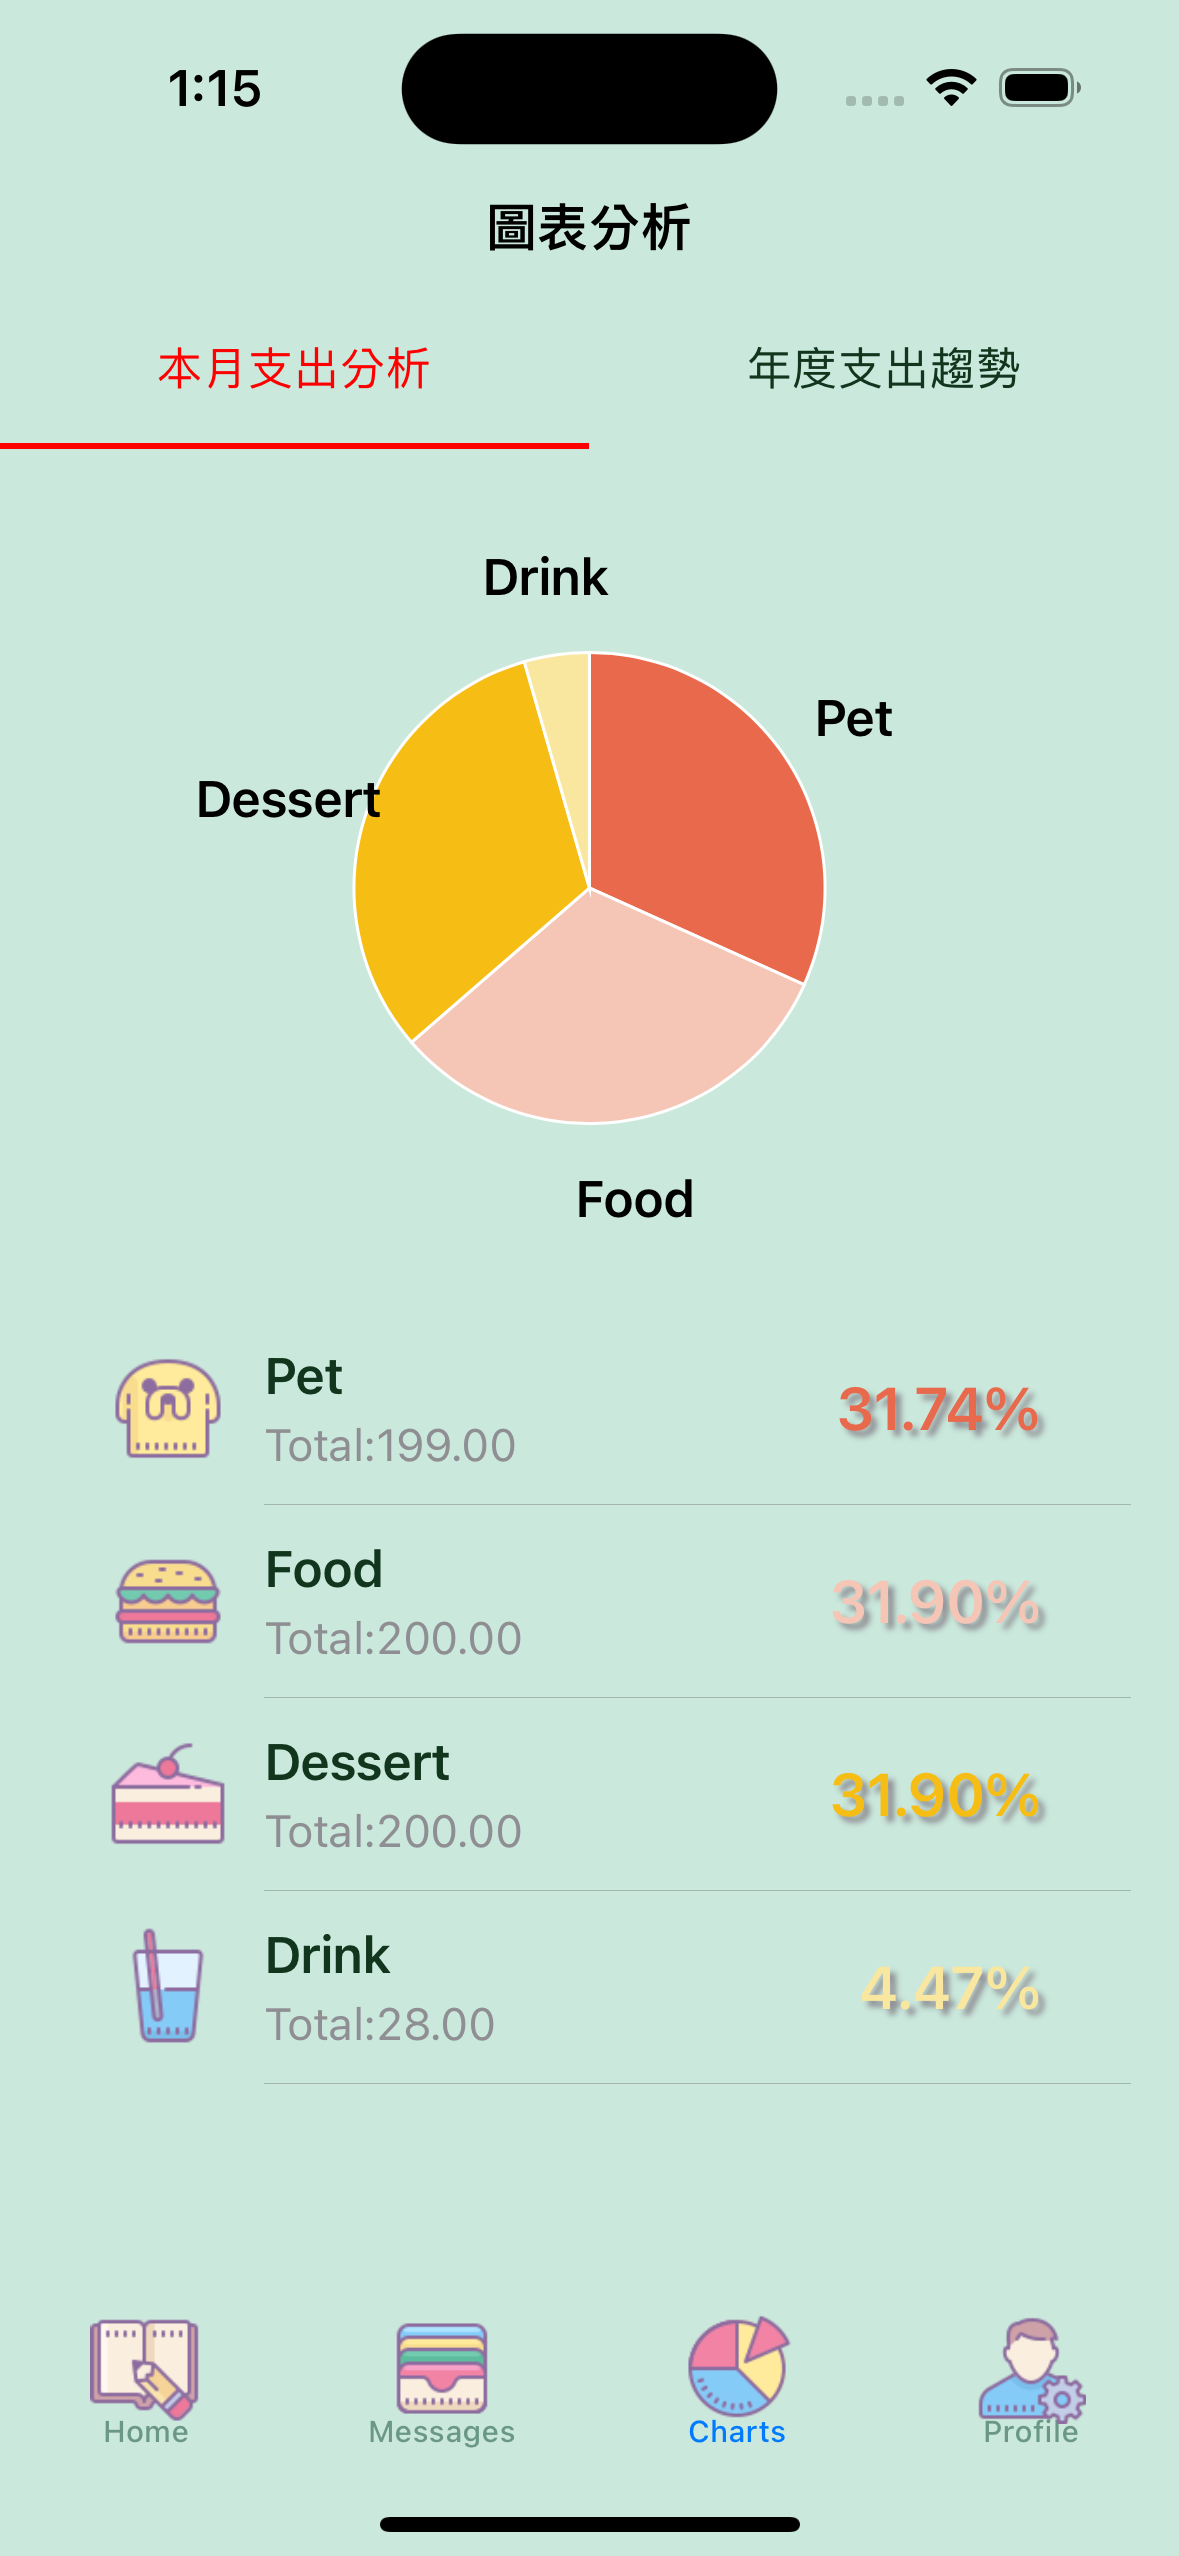 1:15
圖表分析
本月支出分析
年度支出趨勢
Drink
Pet
Dessert
Food
Pet
Total:199.00
31.74%
Food
Total:200.00
31.90%
Dessert
Total:200.00
31.90%
Drink
Total:28.00
4.47%
Home
Messages
Charts
Profile